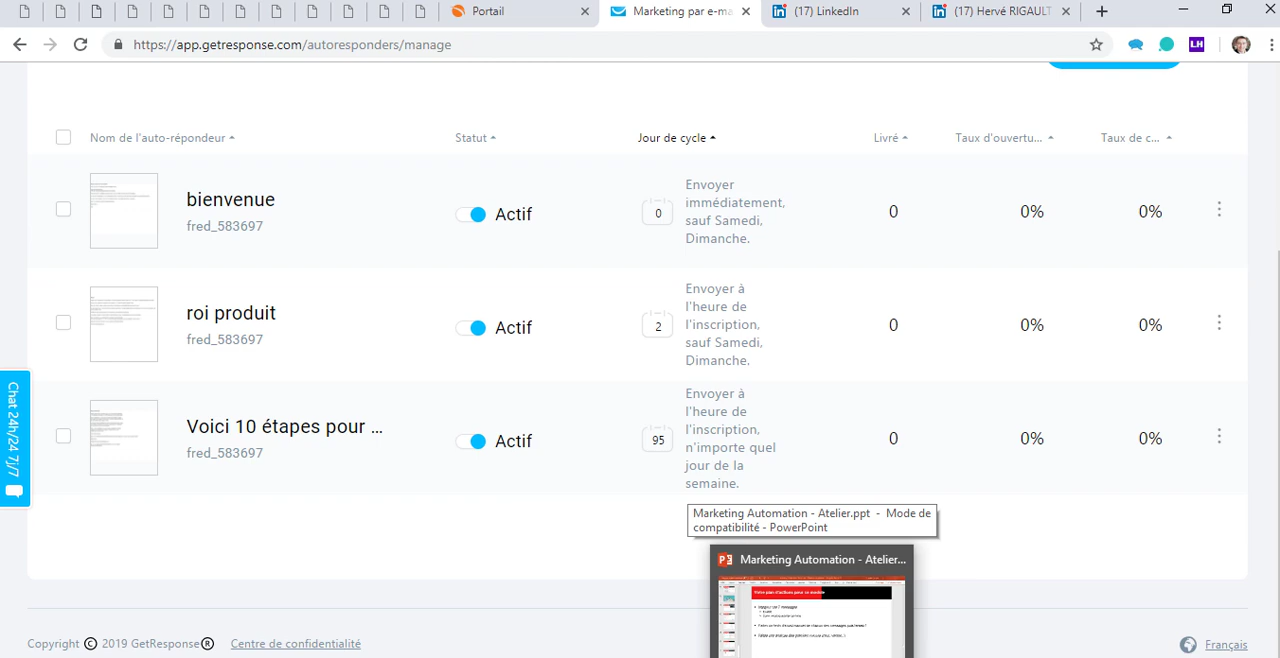 Portail
Marketing par e-ma
(17) LinkedIn
(17) Hervé RIGAULT
https://app.getresponse.com/autoresponders/manage
LH
Nom de l'auto-répondeur
Statut
Jour de cycle
Livré
Taux d'ouvertu...
Taux de c...
bienvenue
fred_583697
Actif
0
Envoyer
immédiatement,
sauf Samedi,
Dimanche.
0
0%
0%
roi produit
fred_583697
Actif
2
Envoyer à
l'heure de
l'inscription,
sauf Samedi,
Dimanche.
0
0%
0%
Voici 10 étapes pour ...
fred_583697
Actif
95
Envoyer à
l'heure de
l'inscription,
n'importe quel
jour de la
semaine.
0
0%
0%
Chat 24h/24 7j/7
Marketing Automation - Atelier.ppt - Mode de
compatibilité - PowerPoint
Marketing Automation - Atelier...
Copyright © 2019 GetResponse®
Centre de confidentialité
Français